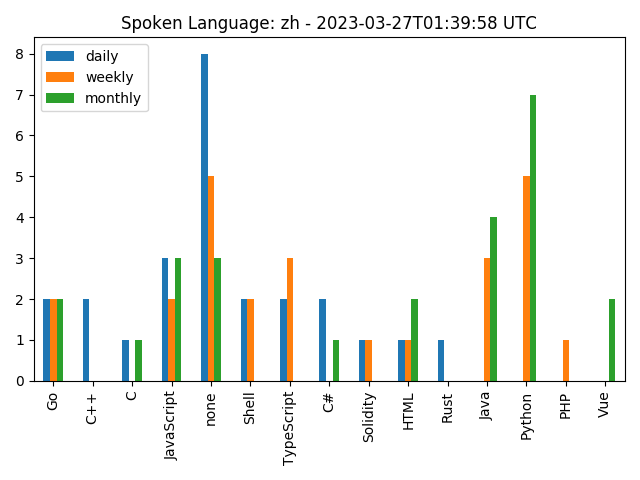 Spoken Language: zh - 2023-03-27T01:39:58 UTC
daily
weekly
monthly
8
7
6
5
4
3
2
1
0
Go
C++
C
JavaScript
none
Shell
TypeScript
C#
Solidity
HTML
Rust
Java
Python
PHP
Vue